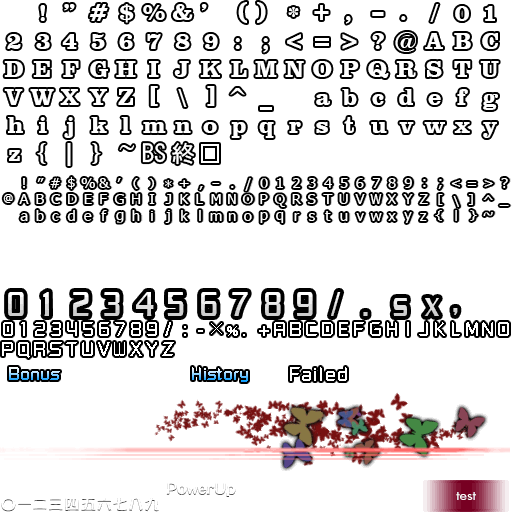 ! " # $ % & ' ( ) * + , - . / 0 1
2 3 4 5 6 7 8 9 : ; < = > ? @ A B C
D E F G H I J K L M N O P Q R S T U
V W X Y Z [ \ ] ^ _ a b c d e f g
h i j k l m n o p q r s t u v w x y
z { | } ~ BS 終 □
! " # $ % & ' ( ) * + , - . / 0 1 2 3 4 5 6 7 8 9 : ; < = > ?
@ A B C D E F G H I J K L M N O P Q R S T U V W X Y Z [ \ ] ^ _
a b c d e f g h i j k l m n o p q r s t u v w x y z { | } ~
0 1 2 3 4 5 6 7 8 9 / . s x ,
0 1 2 3 4 5 6 7 8 9 / : - × % . + A B C D E F G H I J K L M N O
P Q R S T U V W X Y Z
Bonus History Failed
PowerUp
〇一二三四五六七八九
test